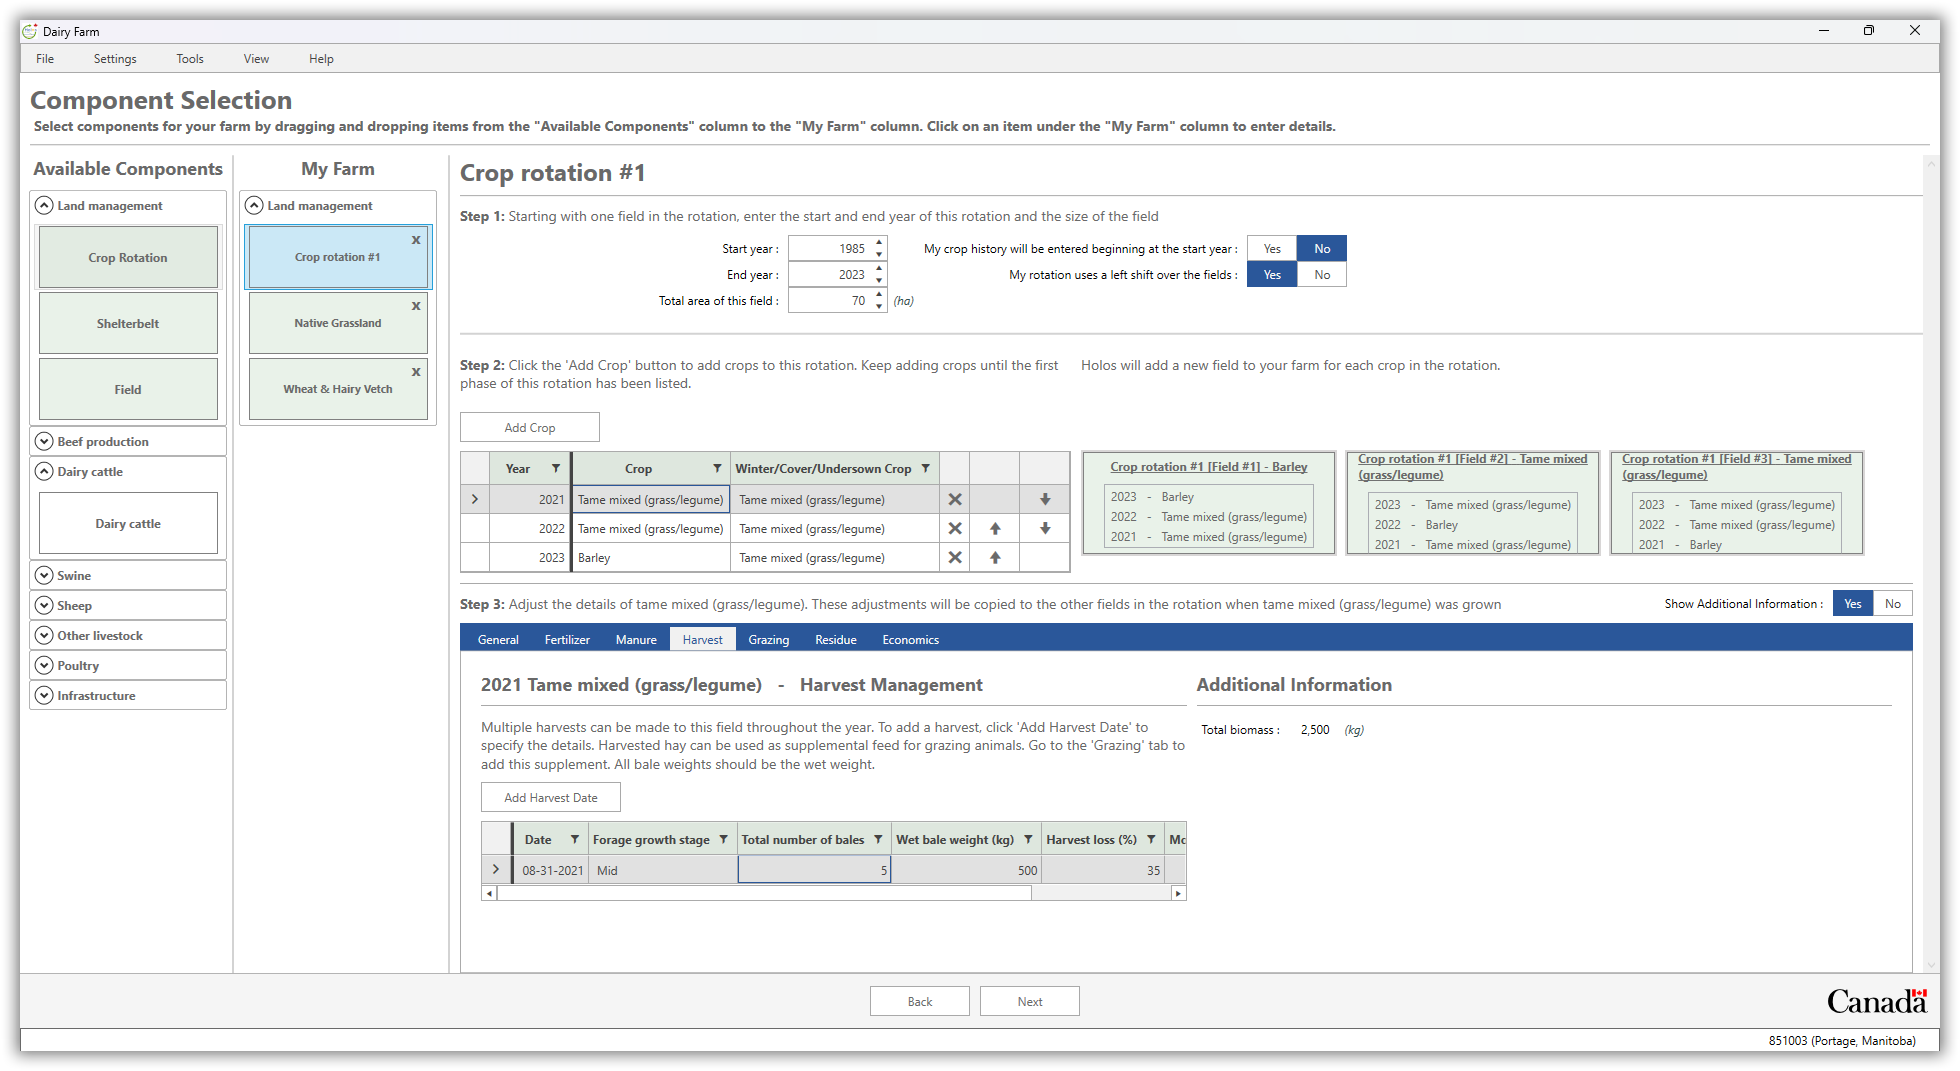 Dairy Farm
File Settings Tools View Help
Component Selection
Select components for your farm by dragging and dropping items from the "Available Components" column to the "My Farm" column. Click on an item under the "My Farm" column to enter details.
Available Components
Land management
Crop Rotation
Shelterbelt
Field
Beef production
Dairy cattle
Dairy cattle
Swine
Sheep
Other livestock
Poultry
Infrastructure
My Farm
Land management
Crop rotation #1 X
Native Grassland X
Wheat & Hairy Vetch X
Crop rotation #1
Step 1: Starting with one field in the rotation, enter the start and end year of this rotation and the size of the field
Start year : 1985 My crop history will be entered beginning at the start year : Yes No
End year : 2023 My rotation uses a left shift over the fields : Yes No
Total area of this field : 70 (ha)
Step 2: Click the 'Add Crop' button to add crops to this rotation. Keep adding crops until the first
phase of this rotation has been listed.
Holos will add a new field to your farm for each crop in the rotation.
Add Crop
Year Crop Winter/Cover/Undersown Crop
2021 Tame mixed (grass/legume) Tame mixed (grass/legume)
2022 Tame mixed (grass/legume) Tame mixed (grass/legume)
2023 Barley Tame mixed (grass/legume)
Crop rotation #1 [Field #1] - Barley
2023 - Barley
2022 - Tame mixed (grass/legume)
2021 - Tame mixed (grass/legume)
Crop rotation #1 [Field #2] - Tame mixed
(grass/legume)
2023 - Tame mixed (grass/legume)
2022 - Barley
2021 - Tame mixed (grass/legume)
Crop rotation #1 [Field #3] - Tame mixed
(grass/legume)
2023 - Tame mixed (grass/legume)
2022 - Tame mixed (grass/legume)
2021 - Barley
Step 3: Adjust the details of tame mixed (grass/legume). These adjustments will be copied to the other fields in the rotation when tame mixed (grass/legume) was grown
Show Additional Information : Yes No
General Fertilizer Manure Harvest Grazing Residue Economics
2021 Tame mixed (grass/legume) - Harvest Management
Multiple harvests can be made to this field throughout the year. To add a harvest, click 'Add Harvest Date' to
specify the details. Harvested hay can be used as supplemental feed for grazing animals. Go to the 'Grazing' tab to
add this supplement. All bale weights should be the wet weight.
Add Harvest Date
Date Forage growth stage Total number of bales Wet bale weight (kg) Harvest loss (%) Mc
08-31-2021 Mid 5 500 35
Additional Information
Total biomass : 2,500 (kg)
Back Next
Canada
851003 (Portage, Manitoba)